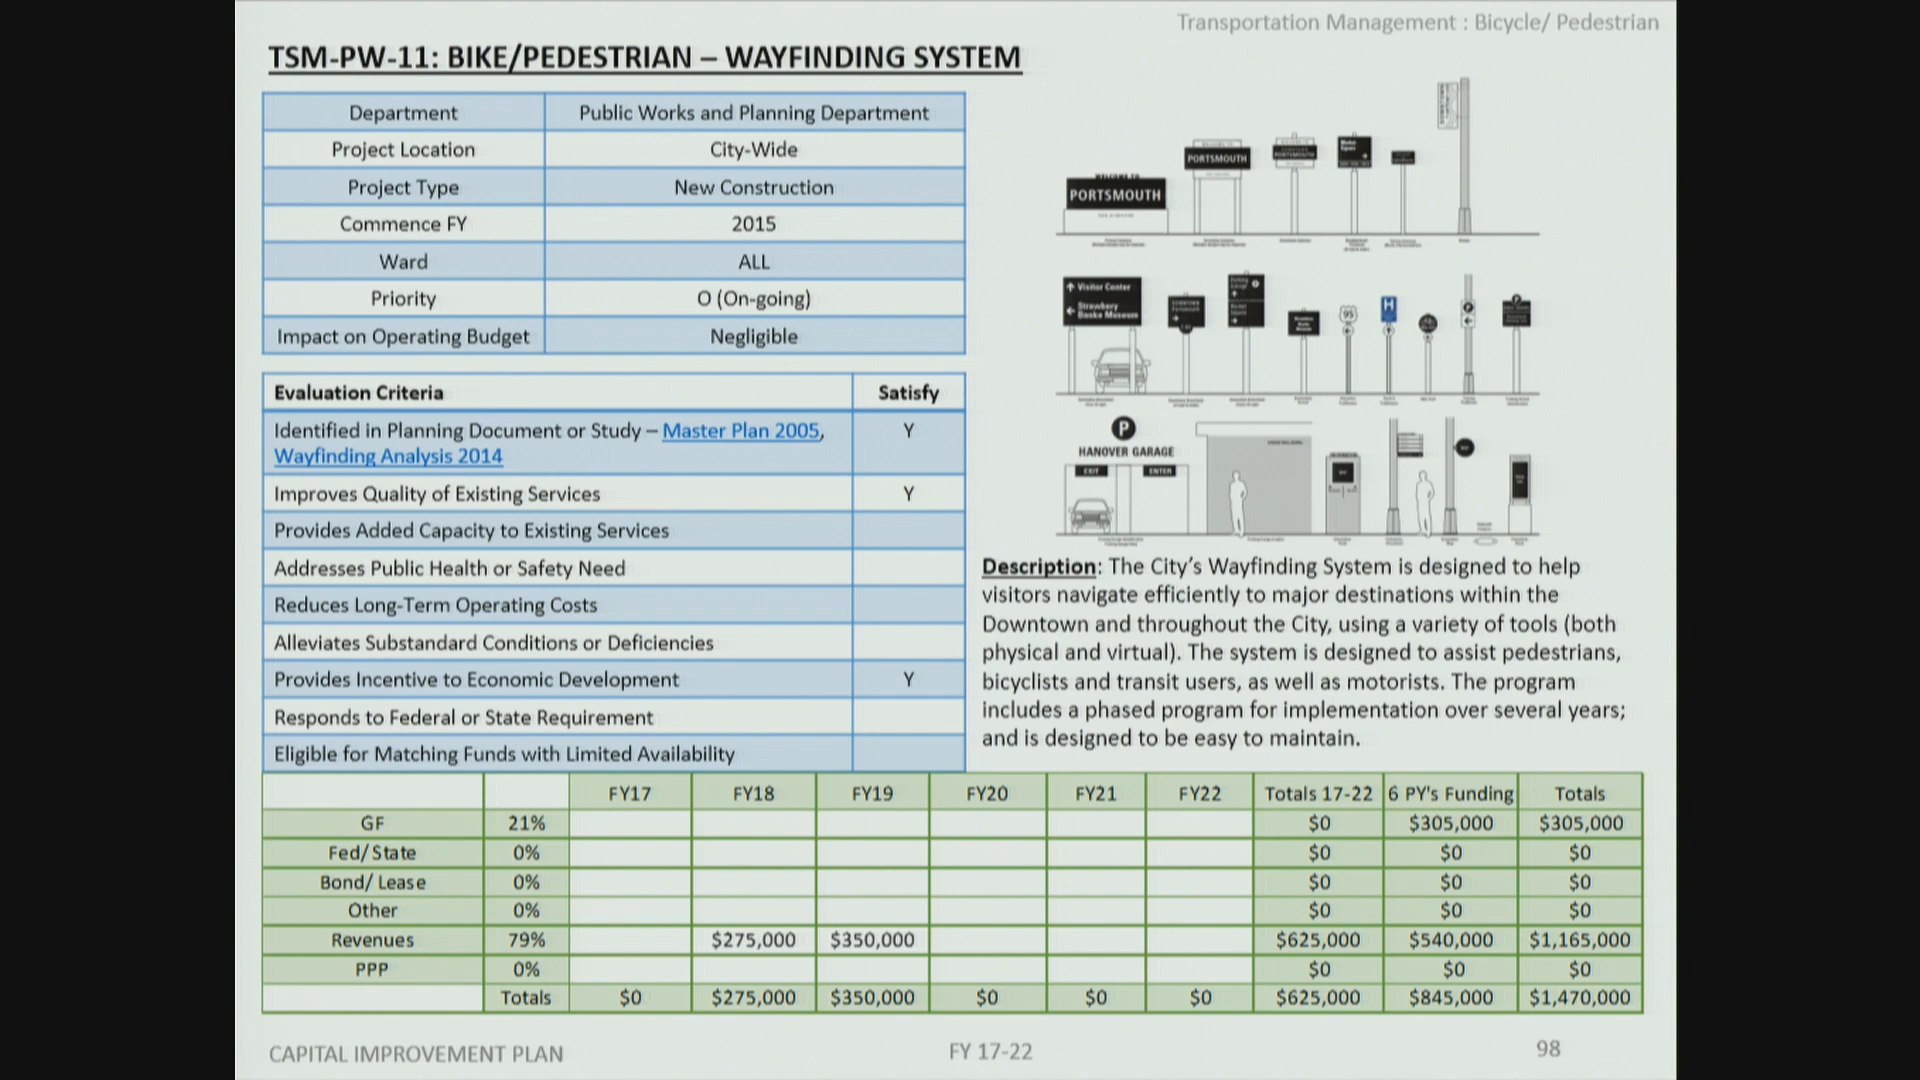 Transportation Management : Bicycle/ Pedestrian
TSM-PW-11: BIKE/PEDESTRIAN – WAYFINDING SYSTEM
Department Public Works and Planning Department
Project Location City-Wide
Project Type New Construction
Commence FY 2015
Ward ALL
Priority O (On-going)
Impact on Operating Budget Negligible
Evaluation Criteria Satisfy
Identified in Planning Document or Study – Master Plan 2005, Y
Wayfinding Analysis 2014
Improves Quality of Existing Services Y
Provides Added Capacity to Existing Services
Addresses Public Health or Safety Need
Reduces Long-Term Operating Costs
Alleviates Substandard Conditions or Deficiencies
Provides Incentive to Economic Development Y
Responds to Federal or State Requirement
Eligible for Matching Funds with Limited Availability
WELCOME TO
PORTSMOUTH
PORTSMOUTH
PORTSMOUTH
Visitor Center
Strawbery
Banke Museum
95
H
P
HANOVER GARAGE
EXIT ENTER
Description: The City’s Wayfinding System is designed to help
visitors navigate efficiently to major destinations within the
Downtown and throughout the City, using a variety of tools (both
physical and virtual). The system is designed to assist pedestrians,
bicyclists and transit users, as well as motorists. The program
includes a phased program for implementation over several years;
and is designed to be easy to maintain.
FY17 FY18 FY19 FY20 FY21 FY22 Totals 17-22 6 PY's Funding Totals
GF 21% $0 $305,000 $305,000
Fed/ State 0% $0 $0 $0
Bond/ Lease 0% $0 $0 $0
Other 0% $0 $0 $0
Revenues 79% $275,000 $350,000 $625,000 $540,000 $1,165,000
PPP 0% $0 $0 $0
Totals $0 $275,000 $350,000 $0 $0 $0 $625,000 $845,000 $1,470,000
CAPITAL IMPROVEMENT PLAN FY 17-22 98